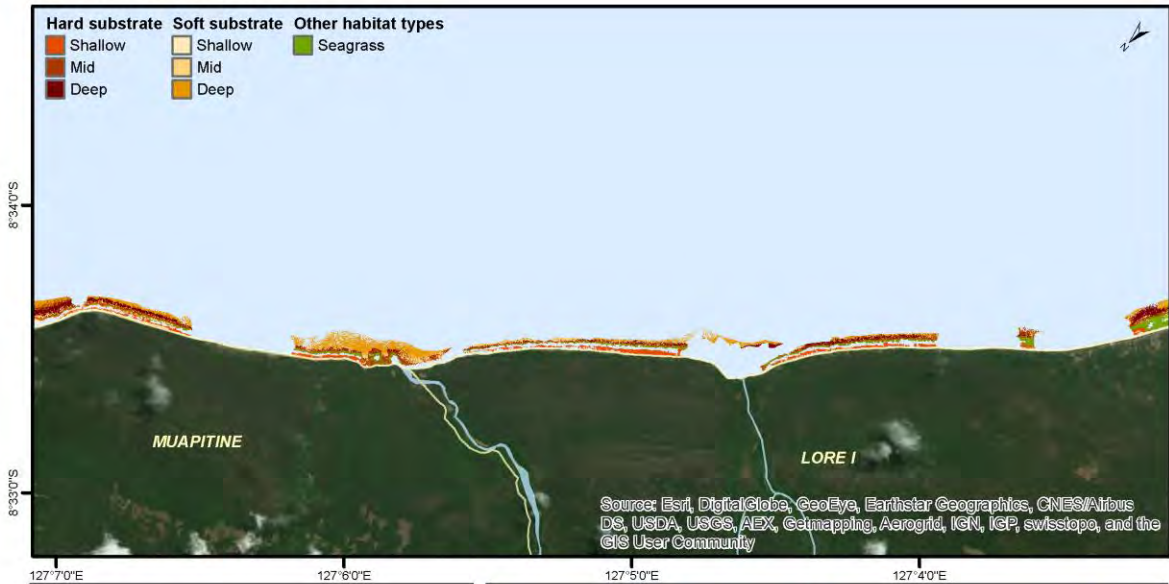 Hard substrate Soft substrate Other habitat types
Shallow Shallow Seagrass
Mid Mid
Deep Deep
N
8°34'0"S
MUAPITINE
LORE I
8°33'0"S
Source: Esri, DigitalGlobe, GeoEye, Earthstar Geographics, CNES/Airbus
DS, USDA, USGS, AEX, Getmapping, Aerogrid, IGN, IGP, swisstopo, and the
GIS User Community
127°7'0"E 127°6'0"E 127°5'0"E 127°4'0"E